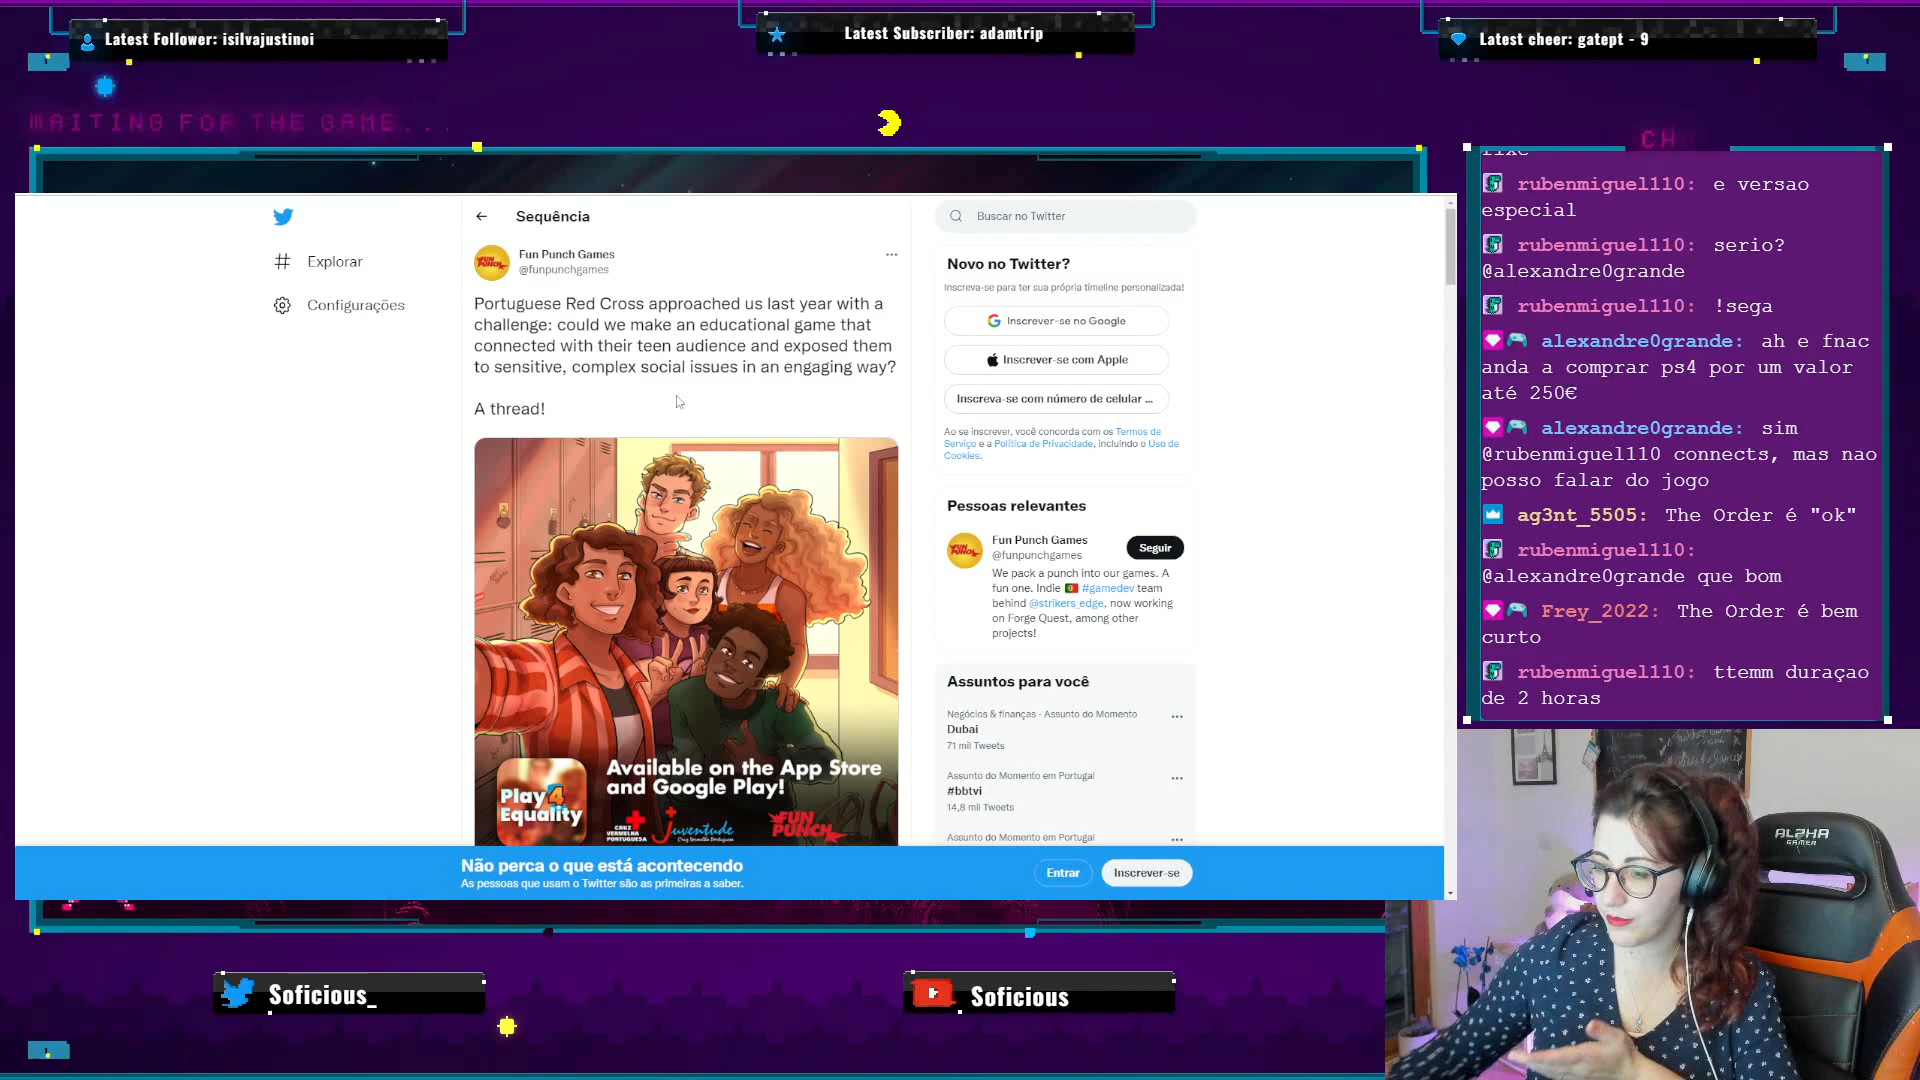 Latest Follower: isilvajustinoi
Latest Subscriber: adamtrip
Latest cheer: gatept - 9
WAITING FOR THE GAME...
CH
Sequência
Buscar no Twitter
Explorar
Configurações
Fun Punch Games
@funpunchgames
Portuguese Red Cross approached us last year with a
challenge: could we make an educational game that
connected with their teen audience and exposed them
to sensitive, complex social issues in an engaging way?
A thread!
FUN
PUNCH
Play4
Equality
Available on the App Store
and Google Play!
CRUZ
VERMELHA
PORTUGUESA
Juventude
Cruz Vermelha Portuguesa
FUN
PUNCH
Novo no Twitter?
Inscreva-se para ter sua própria timeline personalizada!
Inscrever-se no Google
Inscrever-se com Apple
Inscreva-se com número de celular ...
Ao se inscrever, você concorda com os Termos de
Serviço e a Política de Privacidade, incluindo o Uso de
Cookies.
Pessoas relevantes
FUN
PUNCH
Fun Punch Games
@funpunchgames
Seguir
We pack a punch into our games. A
fun one. Indie 🇵🇹 #gamedev team
behind @strikers_edge, now working
on Forge Quest, among other
projects!
Assuntos para você
Negócios & finanças · Assunto do Momento
Dubai
71 mil Tweets
Assunto do Momento em Portugal
#bbtvi
14,8 mil Tweets
Assunto do Momento em Portugal
Não perca o que está acontecendo
As pessoas que usam o Twitter são as primeiras a saber.
Entrar
Inscrever-se
rubenmiguel110: e versao
especial
rubenmiguel110: serio?
@alexandre0grande
rubenmiguel110: !sega
alexandre0grande: ah e fnac
anda a comprar ps4 por um valor
até 250€
alexandre0grande: sim
@rubenmiguel110 connects, mas nao
posso falar do jogo
ag3nt_5505: The Order é "ok"
rubenmiguel110:
@alexandre0grande que bom
Frey_2022: The Order é bem
curto
rubenmiguel110: ttemm duraçao
de 2 horas
ALPHA
GAMER
Soficious_
Soficious